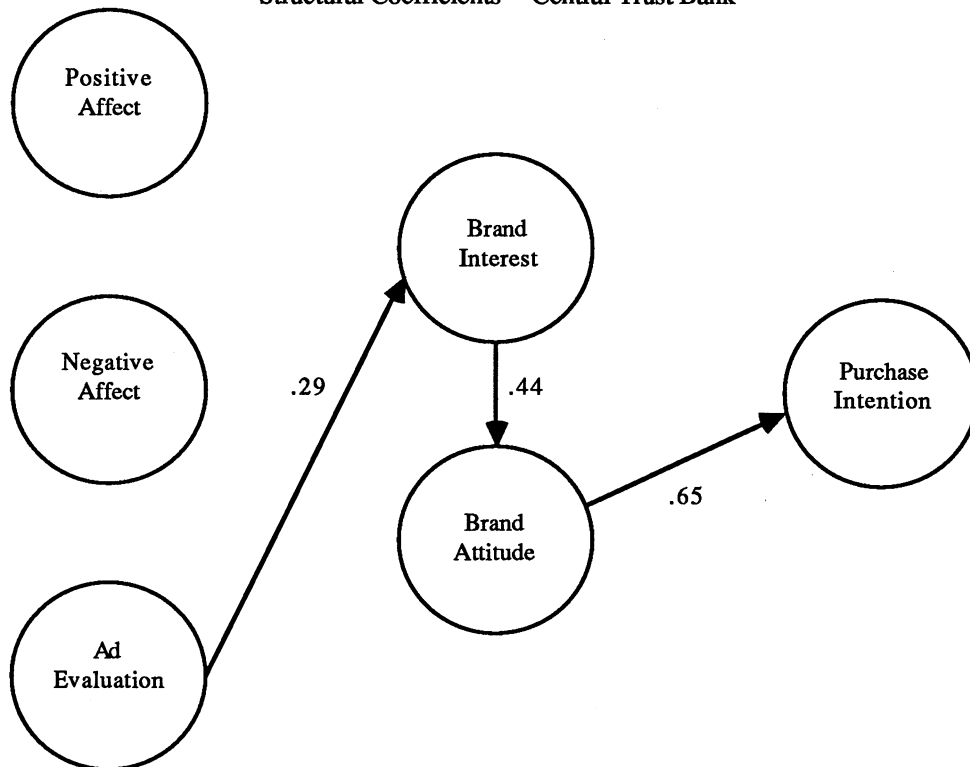 Structural Coefficients - Central Trust Bank
Positive
Affect
Brand
Interest
Negative
Affect
.29
.44
Purchase
Intention
.65
Brand
Attitude
Ad
Evaluation